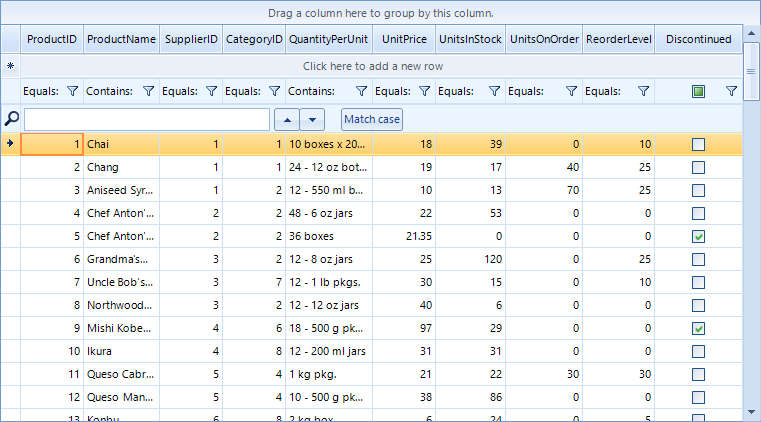 Drag a column here to group by this column.
ProductID ProductName SupplierID CategoryID QuantityPerUnit UnitPrice UnitsInStock UnitsOnOrder ReorderLevel Discontinued
Click here to add a new row
Equals: Contains: Equals: Equals: Contains: Equals: Equals: Equals: Equals:
Match case
1 Chai 1 1 10 boxes x 20... 18 39 0 10
2 Chang 1 1 24 - 12 oz bot... 19 17 40 25
3 Aniseed Syr... 1 2 12 - 550 ml b... 10 13 70 25
4 Chef Anton'... 2 2 48 - 6 oz jars 22 53 0 0
5 Chef Anton'... 2 2 36 boxes 21.35 0 0 0
6 Grandma's... 3 2 12 - 8 oz jars 25 120 0 25
7 Uncle Bob's... 3 7 12 - 1 lb pkgs. 30 15 0 10
8 Northwood... 3 2 12 - 12 oz jars 40 6 0 0
9 Mishi Kobe... 4 6 18 - 500 g pk... 97 29 0 0
10 Ikura 4 8 12 - 200 ml jars 31 31 0 0
11 Queso Cabr... 5 4 1 kg pkg. 21 22 30 30
12 Queso Man... 5 4 10 - 500 g pk... 38 86 0 0
13 Konbu 6 8 2 kg box 6 24 0 5